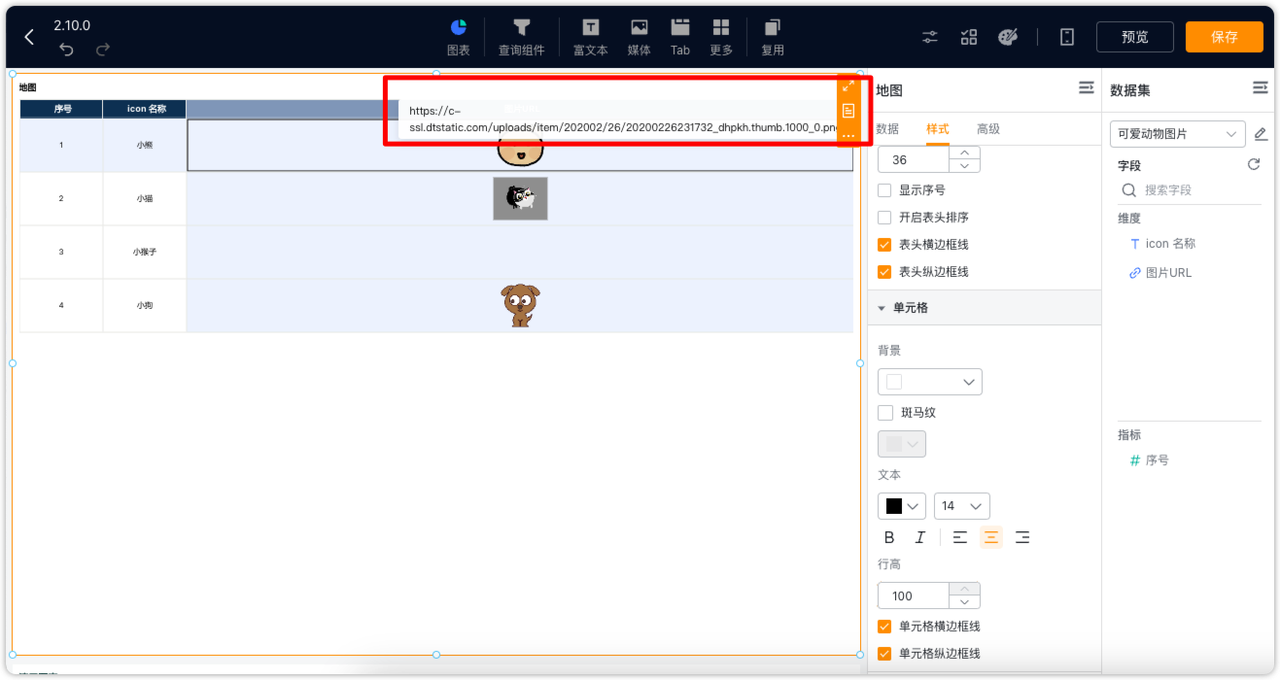 2.10.0
图表
查询组件
富文本
媒体
Tab
更多
复用
预览
保存
地图
序号
icon 名称
https://c-
ssl.dtstatic.com/uploads/item/202002/26/20200226231732_dhpkh.thumb.1000_0.pn
1
小熊
2
小猫
3
小猴子
4
小狗
地图
数据
样式
高级
36
显示序号
开启表头排序
表头横边框线
表头纵边框线
单元格
背景
斑马纹
文本
14
B
I
行高
100
单元格横边框线
单元格纵边框线
数据集
可爱动物图片
字段
搜索字段
维度
T icon 名称
图片URL
指标
# 序号